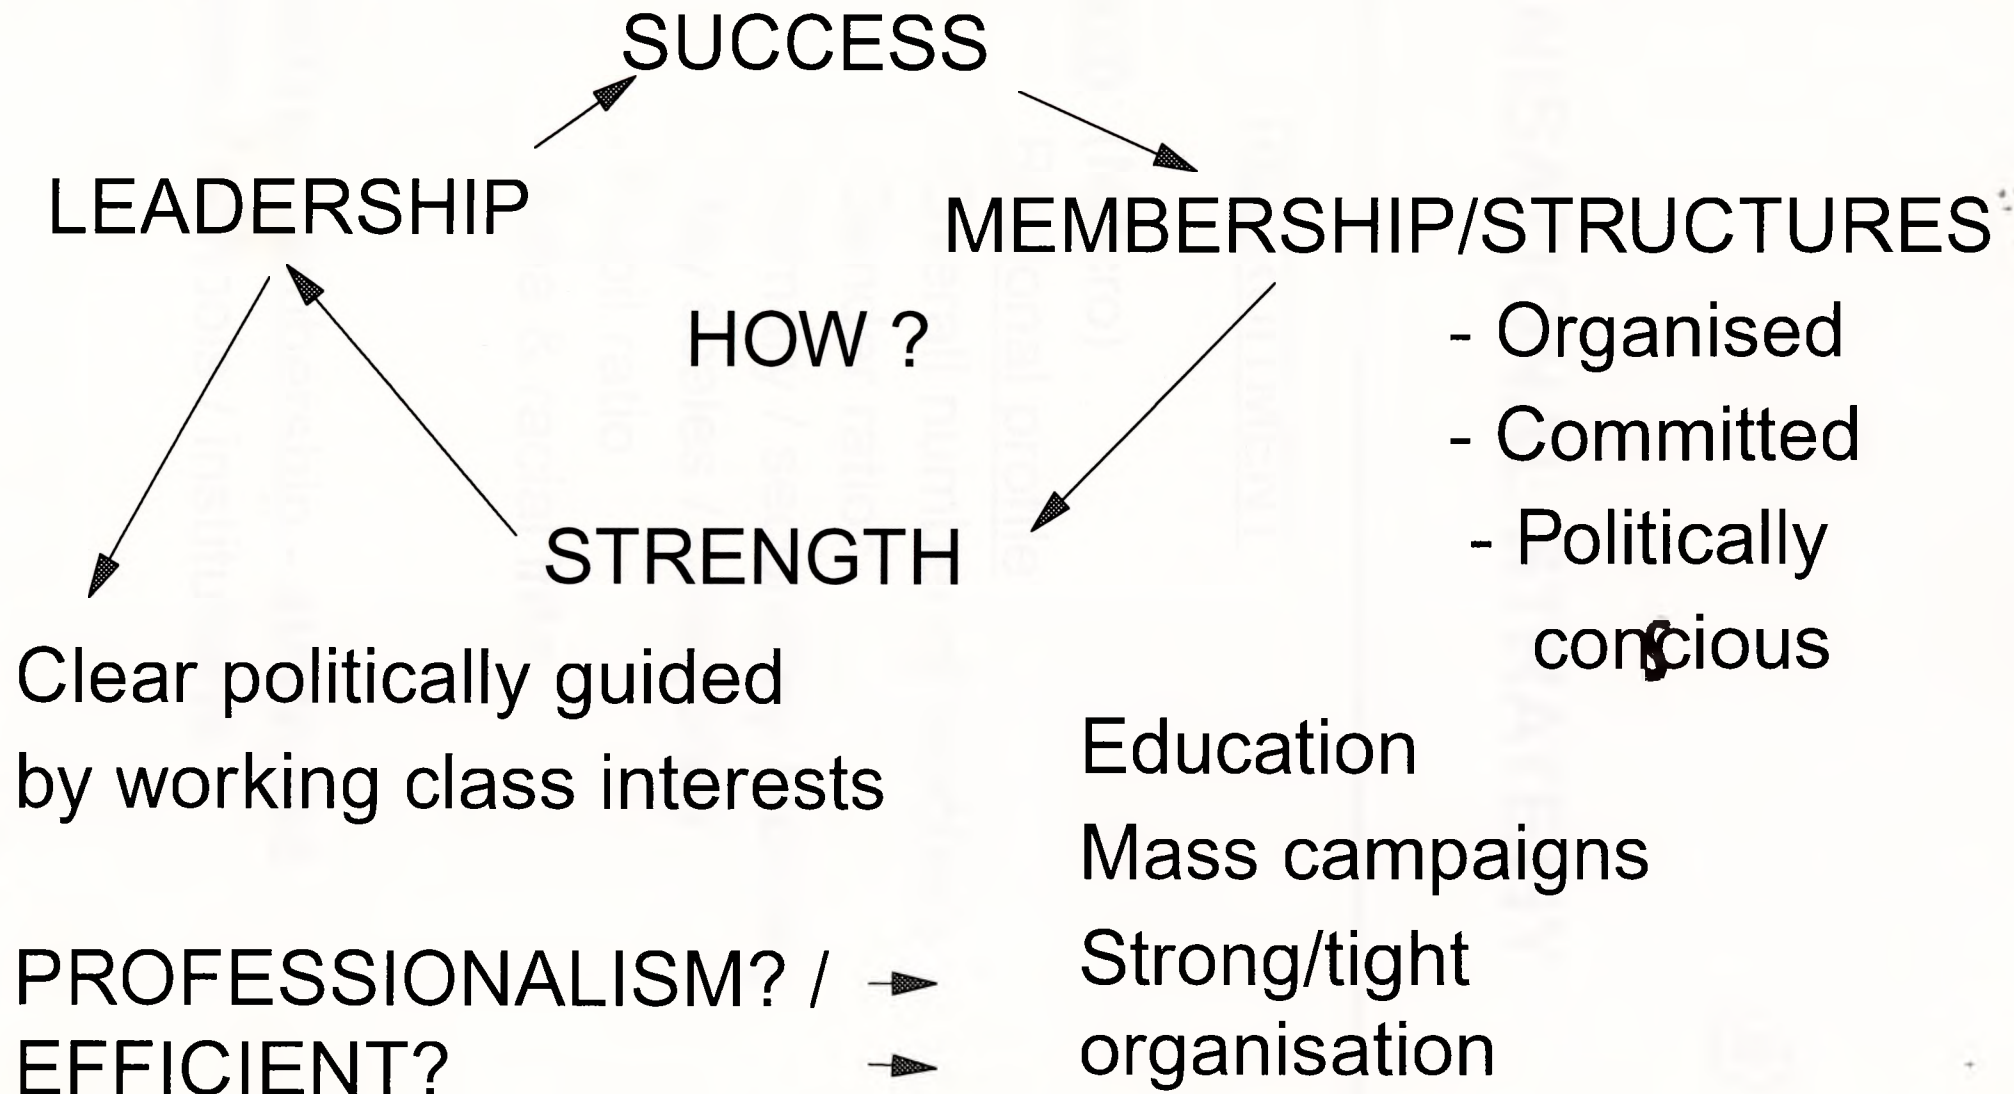 SUCCESS
LEADERSHIP
MEMBERSHIP/STRUCTURES
HOW ?
- Organised
- Committed
- Politically
conscious
STRENGTH
Clear politically guided
by working class interests
Education
Mass campaigns
Strong/tight
organisation
PROFESSIONALISM? /
EFFICIENT?